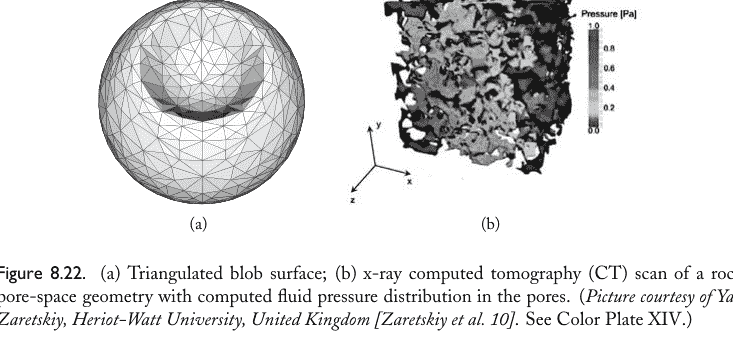 Pressure [Pa]
1.0
0.8
0.6
0.4
0.2
0.0
y
x
z
(a) (b)
Figure 8.22. (a) Triangulated blob surface; (b) x-ray computed tomography (CT) scan of a roc
pore-space geometry with computed fluid pressure distribution in the pores. (Picture courtesy of Ya
Zaretskiy, Heriot-Watt University, United Kingdom [Zaretskiy et al. 10]. See Color Plate XIV.)